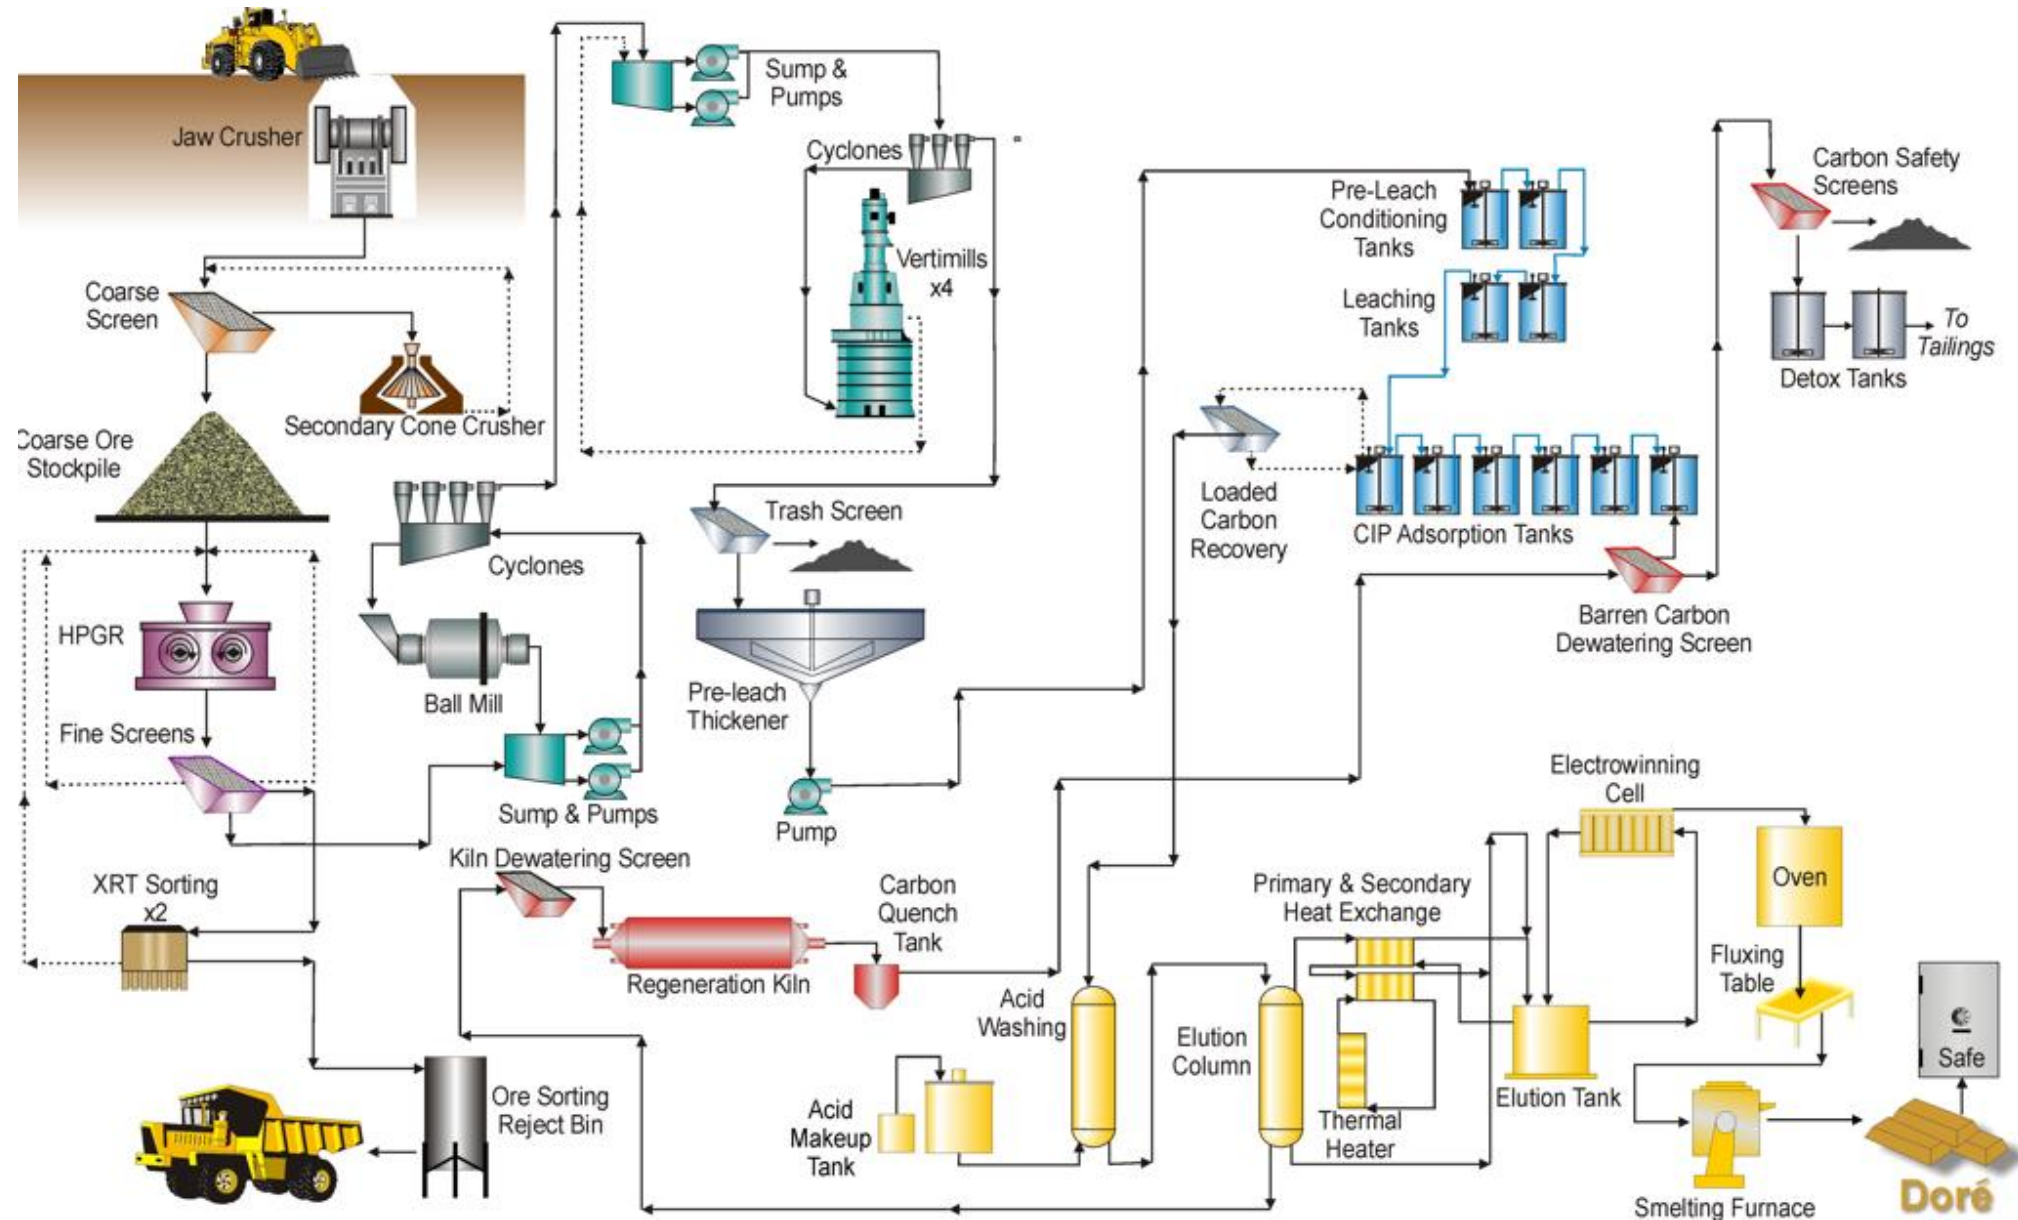 Jaw Crusher
Coarse
Screen
Secondary Cone Crusher
Coarse Ore
Stockpile
HPGR
Fine Screens
XRT Sorting
x2
Ore Sorting
Reject Bin
Cyclones
Ball Mill
Sump & Pumps
Sump &
Pumps
Cyclones
Vertimills
x4
Trash Screen
Pre-leach
Thickener
Pump
Pre-Leach
Conditioning
Tanks
Leaching
Tanks
Loaded
Carbon
Recovery
CIP Adsorption Tanks
Barren Carbon
Dewatering Screen
Carbon Safety
Screens
To
Tailings
Detox Tanks
Kiln Dewatering Screen
Regeneration Kiln
Carbon
Quench
Tank
Acid
Washing
Acid
Makeup
Tank
Elution
Column
Primary & Secondary
Heat Exchange
Thermal
Heater
Elution Tank
Electrowinning
Cell
Oven
Fluxing
Table
Smelting Furnace
Safe
Doré